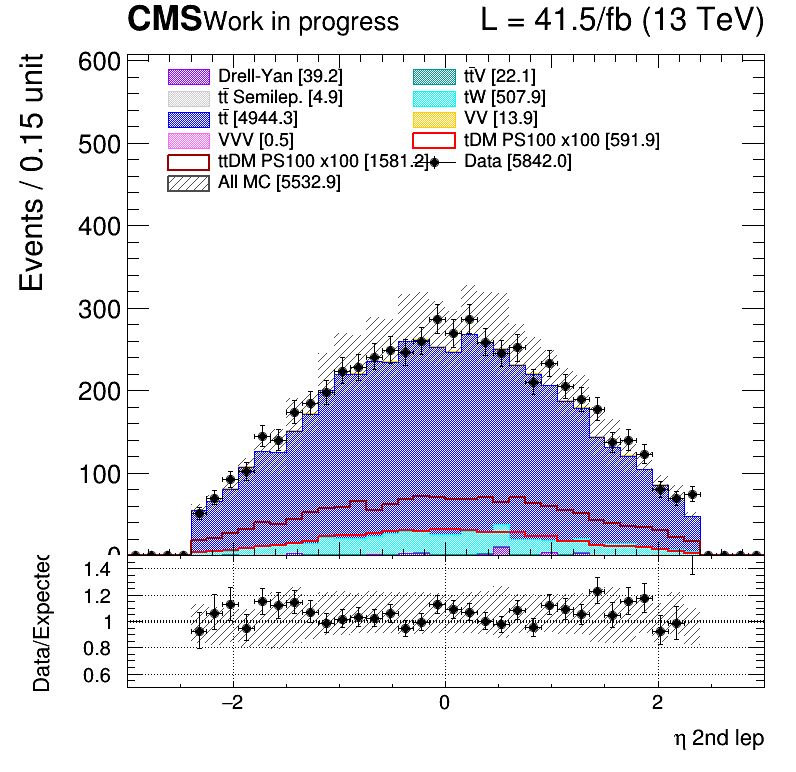 CMS Work in progress L = 41.5/fb (13 TeV)
Events / 0.15 unit
600
500
400
300
200
100
0
Drell-Yan [39.2] tt̄V [22.1]
tt̄ Semilep. [4.9] tW [507.9]
tt̄ [4944.3] VV [13.9]
VVV [0.5] tDM PS100 x100 [591.9]
ttDM PS100 x100 [1581.2] Data [5842.0]
All MC [5532.9]
Data/Expected
1.4
1.2
1
0.8
0.6
−2 0 2
η 2nd lep